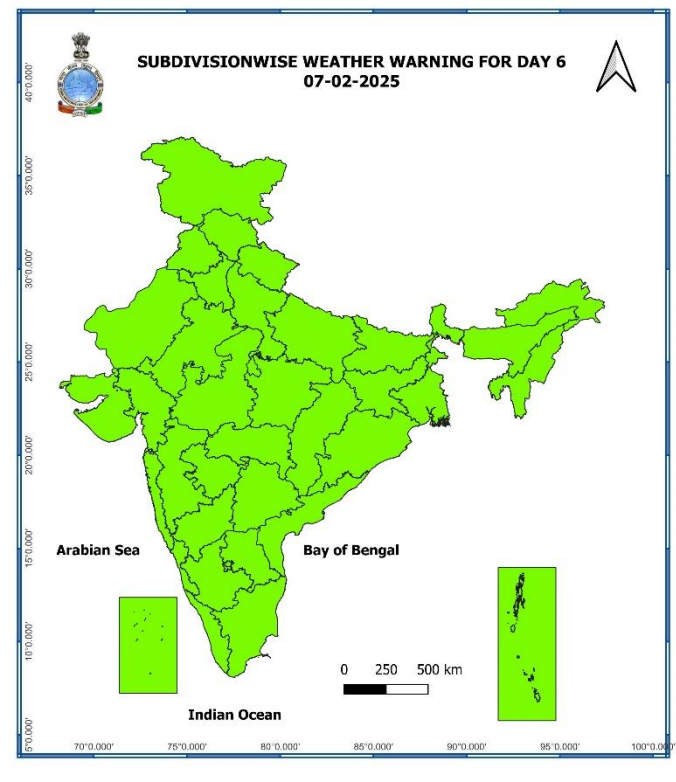 SUBDIVISIONWISE WEATHER WARNING FOR DAY 6
07-02-2025
40°0.000'
35°0.000'
30°0.000'
25°0.000'
20°0.000'
15°0.000'
10°0.000'
5°0.000'
Arabian Sea
Bay of Bengal
0 250 500 km
Indian Ocean
70°0.000' 75°0.000' 80°0.000' 85°0.000' 90°0.000' 95°0.000' 100°0.000'